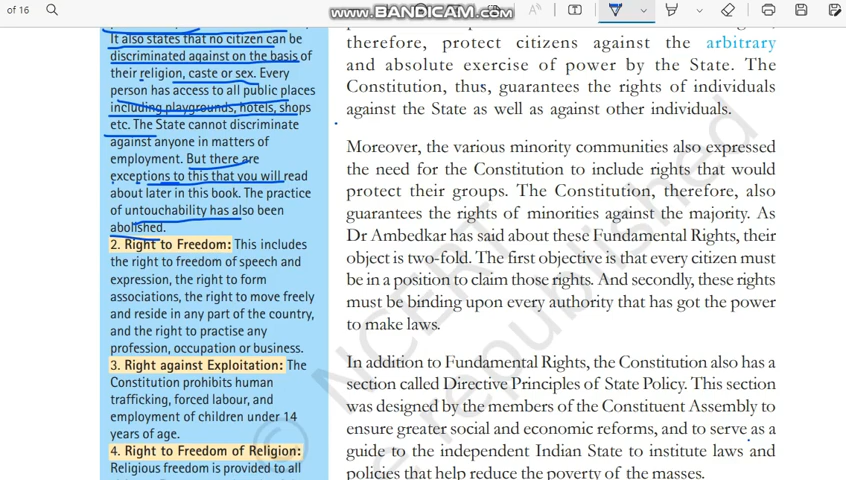 of 16
www.BANDICAM.com
It also states that no citizen can be
discriminated against on the basis of
their religion, caste or sex. Every
person has access to all public places
including playgrounds, hotels, shops
etc. The State cannot discriminate
against anyone in matters of
employment. But there are
exceptions to this that you will read
about later in this book. The practice
of untouchability has also been
abolished.
2. Right to Freedom: This includes
the right to freedom of speech and
expression, the right to form
associations, the right to move freely
and reside in any part of the country,
and the right to practise any
profession, occupation or business.
3. Right against Exploitation: The
Constitution prohibits human
trafficking, forced labour, and
employment of children under 14
years of age.
4. Right to Freedom of Religion:
Religious freedom is provided to all
therefore, protect citizens against the arbitrary
and absolute exercise of power by the State. The
Constitution, thus, guarantees the rights of individuals
against the State as well as against other individuals.
Moreover, the various minority communities also expressed
the need for the Constitution to include rights that would
protect their groups. The Constitution, therefore, also
guarantees the rights of minorities against the majority. As
Dr Ambedkar has said about these Fundamental Rights, their
object is two-fold. The first objective is that every citizen must
be in a position to claim those rights. And secondly, these rights
must be binding upon every authority that has got the power
to make laws.
In addition to Fundamental Rights, the Constitution also has a
section called Directive Principles of State Policy. This section
was designed by the members of the Constituent Assembly to
ensure greater social and economic reforms, and to serve as a
guide to the independent Indian State to institute laws and
policies that help reduce the poverty of the masses.
© NCERT
e republished